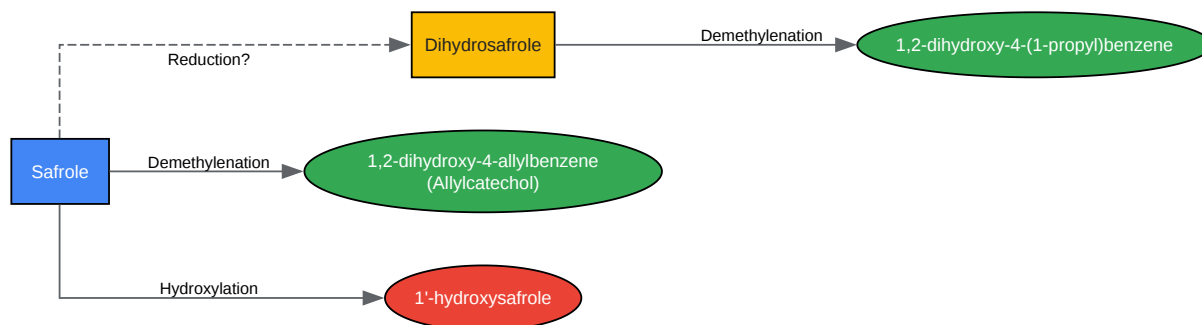 Dihydrosafrole
Demethylenation
1,2-dihydroxy-4-(1-propyl)benzene
Reduction?
Safrole
Demethylenation
1,2-dihydroxy-4-allylbenzene
(Allylcatechol)
Hydroxylation
1'-hydroxysafrole